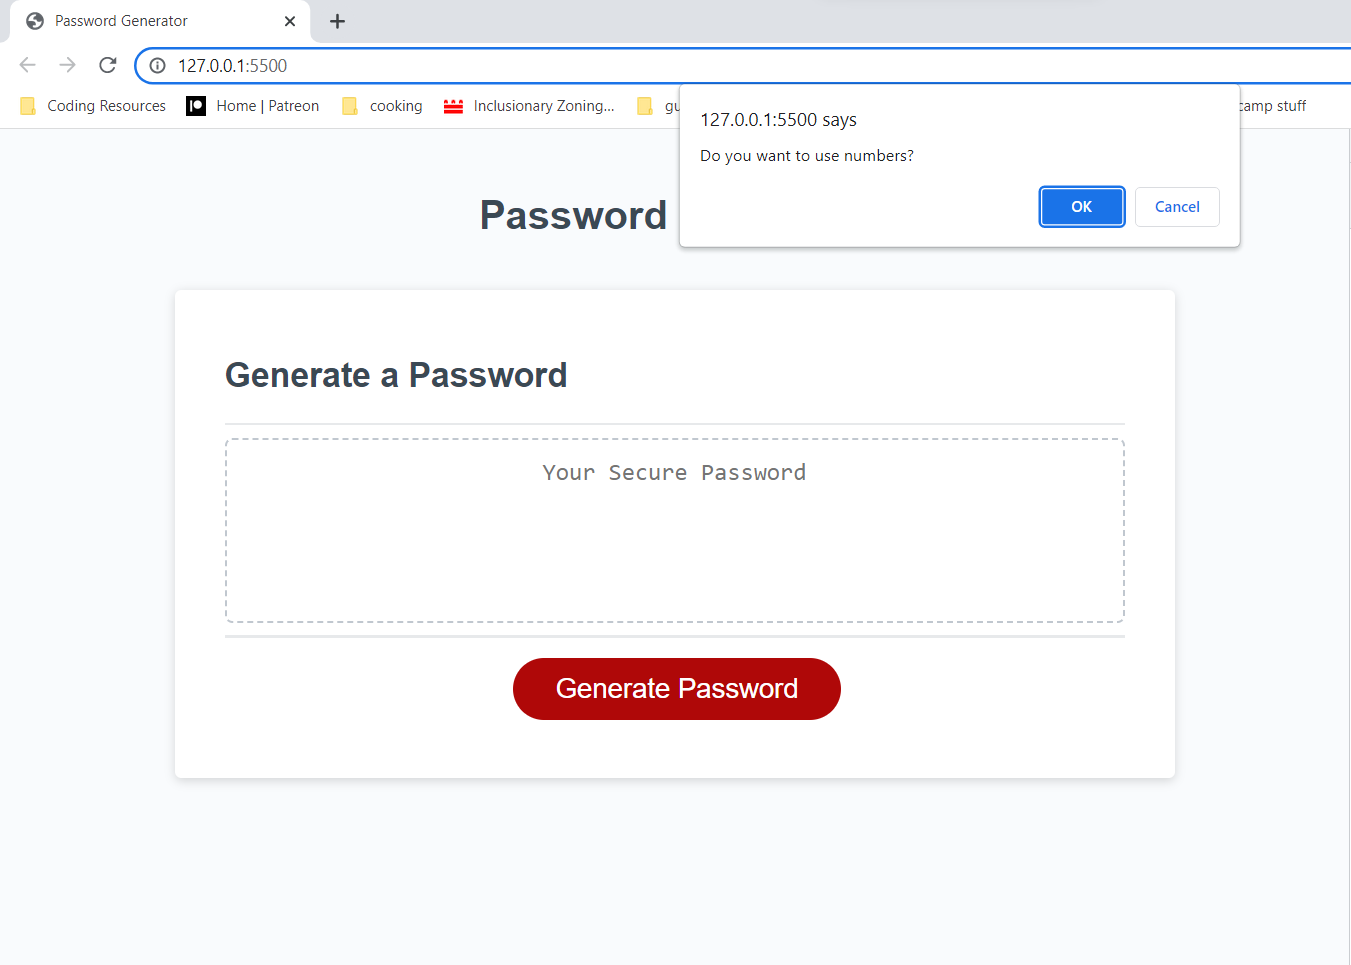 Password Generator
127.0.0.1:5500
Coding Resources Home | Patreon cooking Inclusionary Zoning... gu camp stuff
127.0.0.1:5500 says
Do you want to use numbers?
OK Cancel
Password
Generate a Password
Your Secure Password
Generate Password